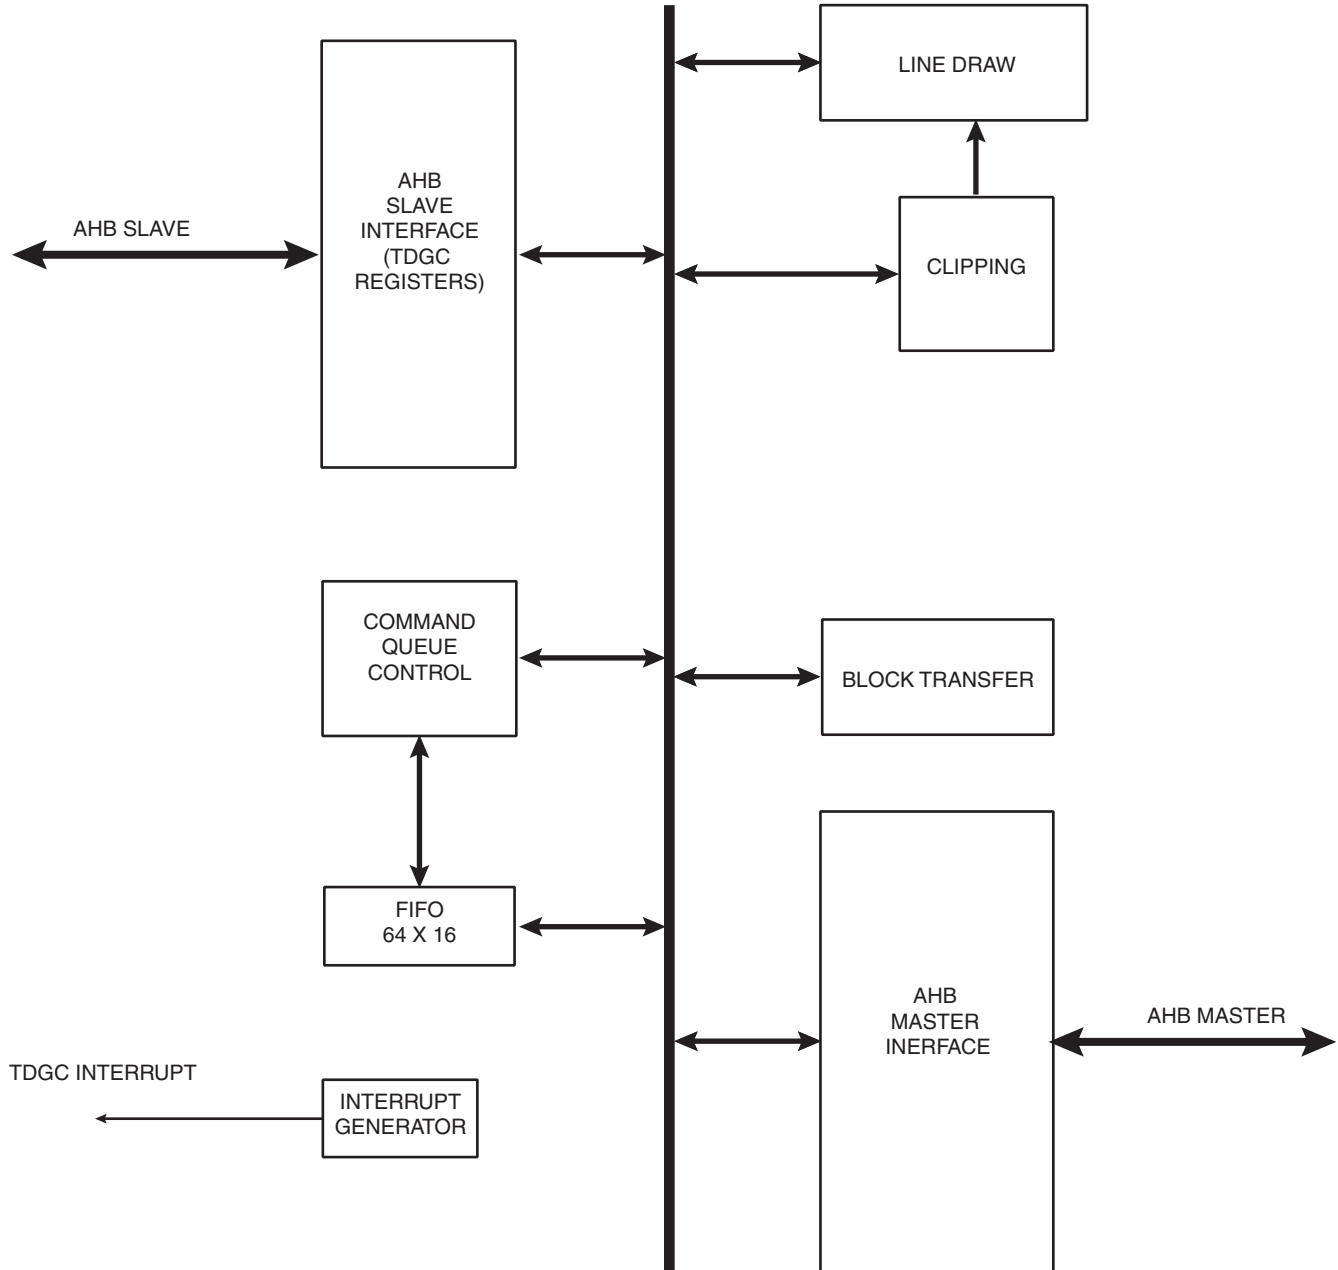 LINE DRAW
AHB
SLAVE
INTERFACE
(TDGC
REGISTERS)
AHB SLAVE
CLIPPING
COMMAND
QUEUE
CONTROL
BLOCK TRANSFER
FIFO
64 X 16
AHB
MASTER
INERFACE
AHB MASTER
TDGC INTERRUPT
INTERRUPT
GENERATOR